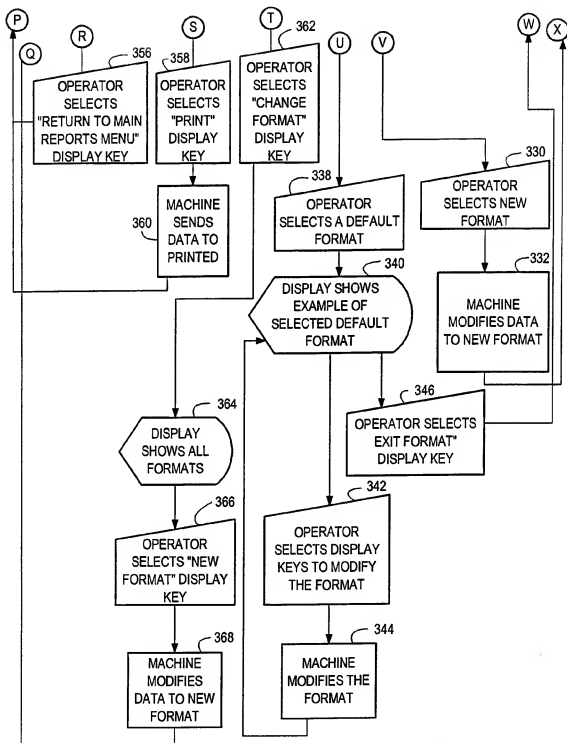 P
Q
R
S
T
U
V
W
X
356
OPERATOR
SELECTS
"RETURN TO MAIN
REPORTS MENU"
DISPLAY KEY
358
OPERATOR
SELECTS
"PRINT"
DISPLAY
KEY
362
OPERATOR
SELECTS
"CHANGE
FORMAT"
DISPLAY
KEY
360
MACHINE
SENDS
DATA TO
PRINTED
338
OPERATOR
SELECTS A DEFAULT
FORMAT
330
OPERATOR
SELECTS NEW
FORMAT
340
DISPLAY SHOWS
EXAMPLE OF
SELECTED DEFAULT
FORMAT
332
MACHINE
MODIFIES DATA
TO NEW FORMAT
346
OPERATOR SELECTS
EXIT FORMAT"
DISPLAY KEY
364
DISPLAY
SHOWS ALL
FORMATS
366
OPERATOR
SELECTS "NEW
FORMAT" DISPLAY
KEY
342
OPERATOR
SELECTS DISPLAY
KEYS TO MODIFY
THE FORMAT
368
MACHINE
MODIFIES
DATA TO NEW
FORMAT
344
MACHINE
MODIFIES THE
FORMAT